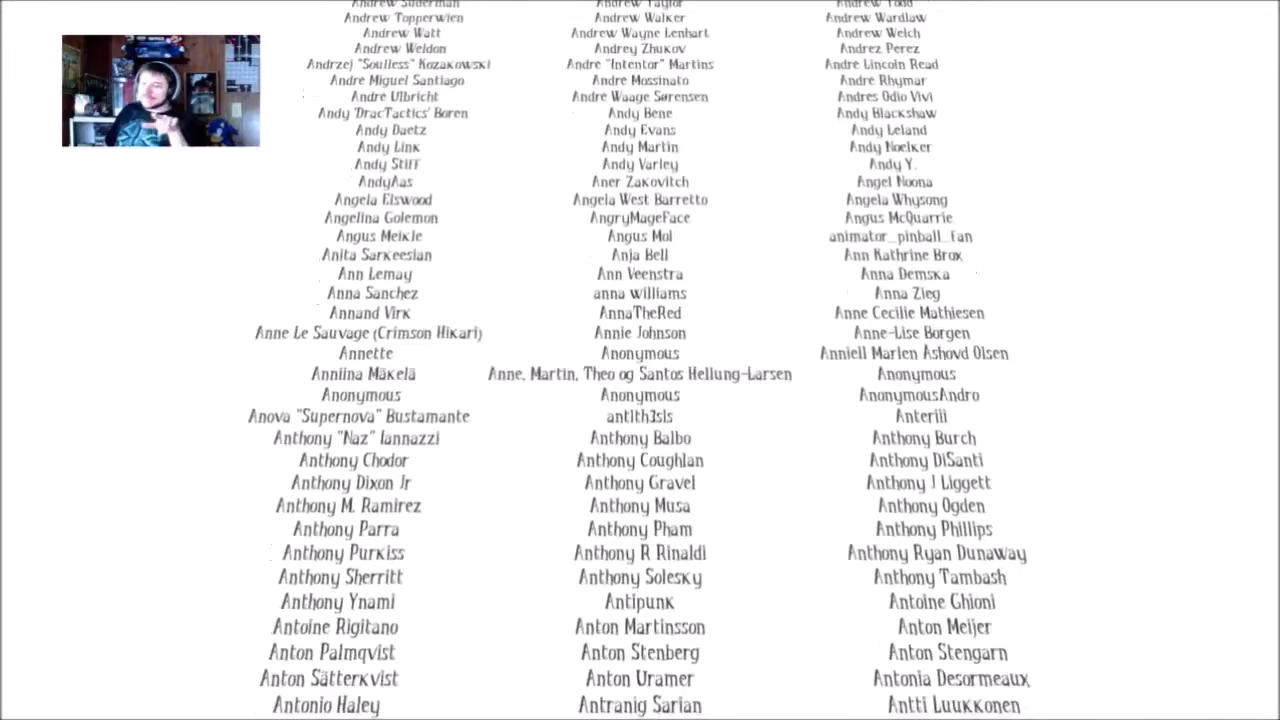 Andrew Suderman Andrew Taylor Andrew Todd
Andrew Topperwien Andrew Walker Andrew Wardlaw
Andrew Watt Andrew Wayne Lenhart Andrew Welch
Andrew Weldon Andrey Zhukov Andrez Perez
Andrzej "Soulless" Kozakowski Andre "Intentor" Martins Andre Lincoln Read
Andre Miguel Santiago Andre Mossinato Andre Rhymar
Andre Ulbricht Andre Waage Sørensen Andres Odio Vivi
Andy 'DracTactics' Boren Andy Bene Andy Blackshaw
Andy Daetz Andy Evans Andy Leland
Andy Link Andy Martin Andy Noelker
Andy Stiff Andy Varley Andy Y.
AndyAas Aner Zakovitch Angel Noona
Angela Elswood Angela West Barretto Angela Whysong
Angelina Golemon AngryMageFace Angus McQuarrie
Angus Meikle Angus Mol animator_pinball_fan
Anita Sarkeesian Anja Bell Ann Kathrine Brox
Ann Lemay Ann Veenstra Anna Demska
Anna Sanchez anna williams Anna Zieg
Annand Virk AnnaTheRed Anne Cecilie Mathiesen
Anne Le Sauvage (Crimson Hikari) Annie Johnson Anne-Lise Borgen
Annette Anonymous Anniell Marlen Åshovd Olsen
Anniina Mäkelä Anne, Martin, Theo og Santos Hellung-Larsen Anonymous
Anonymous Anonymous AnonymousAndro
Anova "Supernova" Bustamante ant1th3sis Anteriii
Anthony "Naz" Iannazzi Anthony Balbo Anthony Burch
Anthony Chodor Anthony Coughlan Anthony DiSanti
Anthony Dixon Jr Anthony Gravel Anthony J Liggett
Anthony M. Ramirez Anthony Musa Anthony Ogden
Anthony Parra Anthony Pham Anthony Phillips
Anthony Purkiss Anthony R Rinaldi Anthony Ryan Dunaway
Anthony Sherritt Anthony Solesky Anthony Tambash
Anthony Ynami Antipunk Antoine Ghioni
Antoine Rigitano Anton Martinsson Anton Meijer
Anton Palmqvist Anton Stenberg Anton Stengarn
Anton Sätterkvist Anton Uramer Antonia Desormeaux
Antonio Haley Antranig Sarian Antti Luukkonen